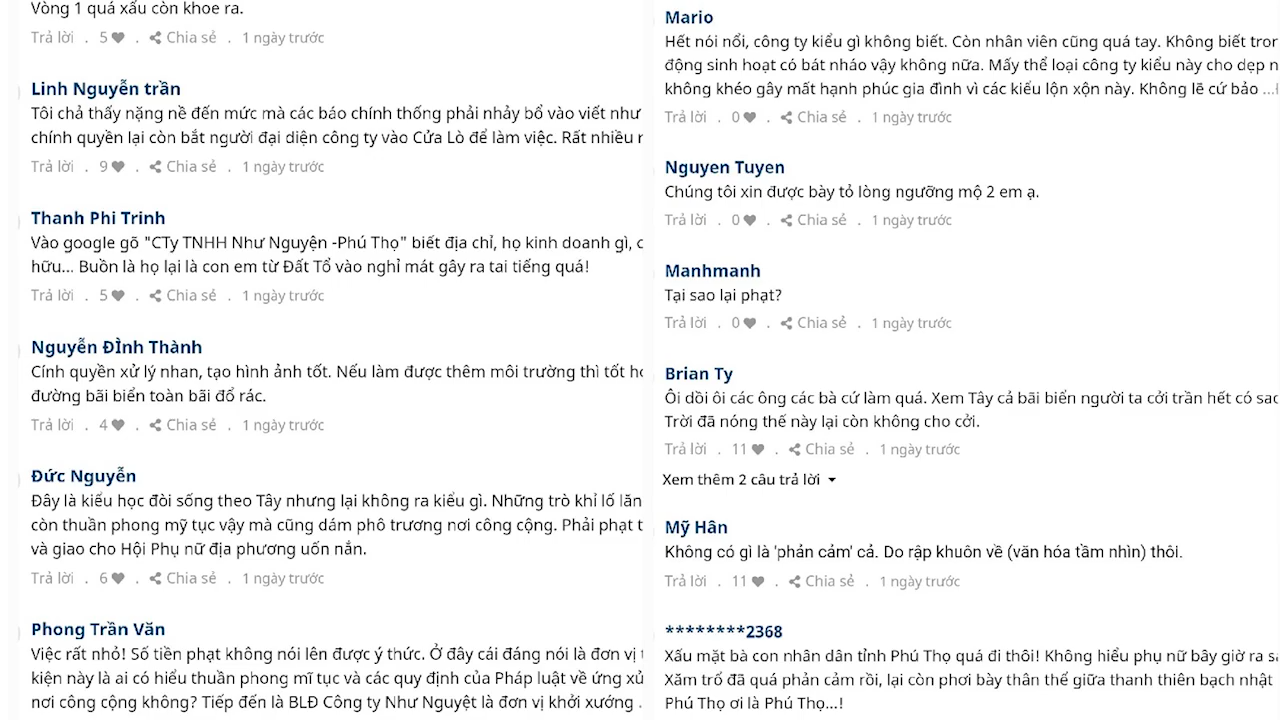 Vòng 1 quá xấu còn khoe ra.
Trả lời . 5 . Chia sẻ . 1 ngày trước
Linh Nguyễn trần
Tôi chả thấy nặng nề đến mức mà các báo chính thống phải nhảy bổ vào viết như
chính quyền lại còn bắt người đại diện công ty vào Cửa Lò để làm việc. Rất nhiều
Trả lời . 9 . Chia sẻ . 1 ngày trước
Thanh Phi Trinh
Vào google gõ "CTy TNHH Như Nguyện -Phú Thọ" biết địa chỉ, họ kinh doanh gì,
hữu... Buồn là họ lại là con em từ Đất Tổ vào nghỉ mát gây ra tai tiếng quá!
Trả lời . 5 . Chia sẻ . 1 ngày trước
Nguyễn ĐÌnh Thành
Cính quyền xử lý nhan, tạo hình ảnh tốt. Nếu làm được thêm môi trường thì tốt
đường bãi biển toàn bãi đổ rác.
Trả lời . 4 . Chia sẻ . 1 ngày trước
Đức Nguyễn
Đây là kiểu học đòi sống theo Tây nhưng lại không ra kiểu gì. Những trò khỉ lố lăn
còn thuần phong mỹ tục vậy mà cũng dám phô trương nơi công cộng. Phải phạt
và giao cho Hội Phụ nữ địa phương uốn nắn.
Trả lời . 6 . Chia sẻ . 1 ngày trước
Phong Trần Văn
Việc rất nhỏ! Số tiền phạt không nói lên được ý thức. Ở đây cái đáng nói là đơn vị
kiện này là ai có hiểu thuần phong mĩ tục và các quy định của Pháp luật về ứng xử
nơi công cộng không? Tiếp đến là BLĐ Công ty Như Nguyệt là đơn vị khởi xướng .
Mario
Hết nói nổi, công ty kiểu gì không biết. Còn nhân viên cũng quá tay. Không biết tron
động sinh hoạt có bát nháo vậy không nữa. Mấy thể loại công ty kiểu này cho dẹp
không khéo gây mất hạnh phúc gia đình vì các kiểu lộn xộn này. Không lẽ cứ bảo ...
Trả lời . 0 . Chia sẻ . 1 ngày trước
Nguyen Tuyen
Chúng tôi xin được bày tỏ lòng ngưỡng mộ 2 em ạ.
Trả lời . 0 . Chia sẻ . 1 ngày trước
Manhmanh
Tại sao lại phạt?
Trả lời . 0 . Chia sẻ . 1 ngày trước
Brian Ty
Ôi dồi ôi các ông các bà cứ làm quá. Xem Tây cả bãi biển người ta cởi trần hết có
Trời đã nóng thế này lại còn không cho cởi.
Trả lời . 11 . Chia sẻ . 1 ngày trước
Xem thêm 2 câu trả lời
Mỹ Hân
Không có gì là 'phản cảm' cả. Do rập khuôn về (văn hóa tầm nhìn) thôi.
Trả lời . 11 . Chia sẻ . 1 ngày trước
********2368
Xấu mặt bà con nhân dân tỉnh Phú Thọ quá đi thôi! Không hiểu phụ nữ bây giờ ra
Xăm trổ đã quá phản cảm rồi, lại còn phơi bày thân thể giữa thanh thiên bạch nhật
Phú Thọ ơi là Phú Thọ...!